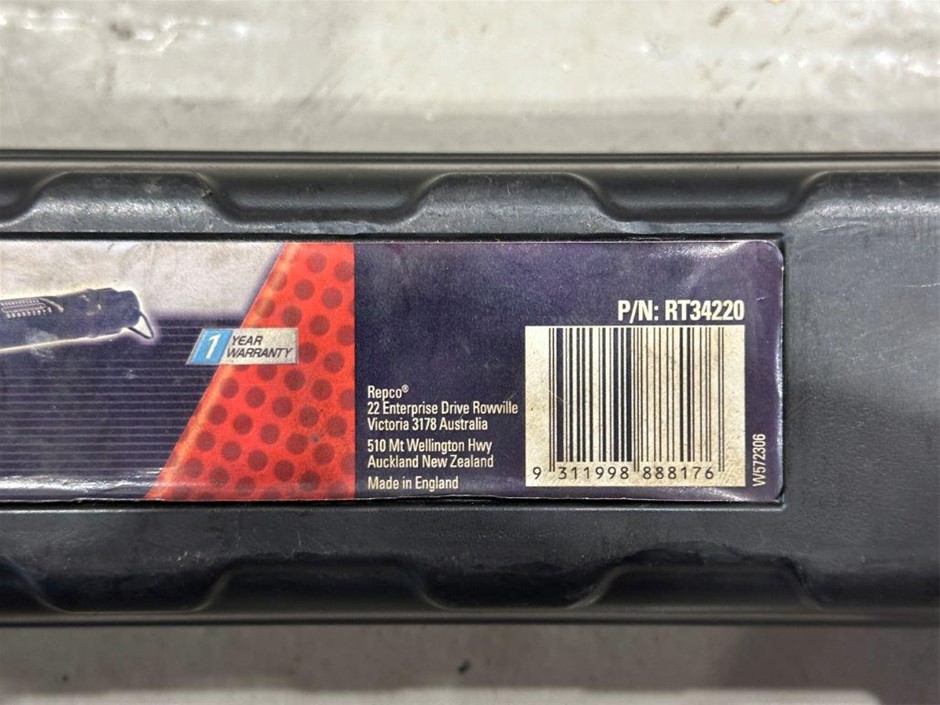 P/N: RT34220
1 YEAR
WARRANTY
Repco®
22 Enterprise Drive Rowville
Victoria 3178 Australia
510 Mt Wellington Hwy
Auckland New Zealand
Made in England
9 311998 888176
W572306